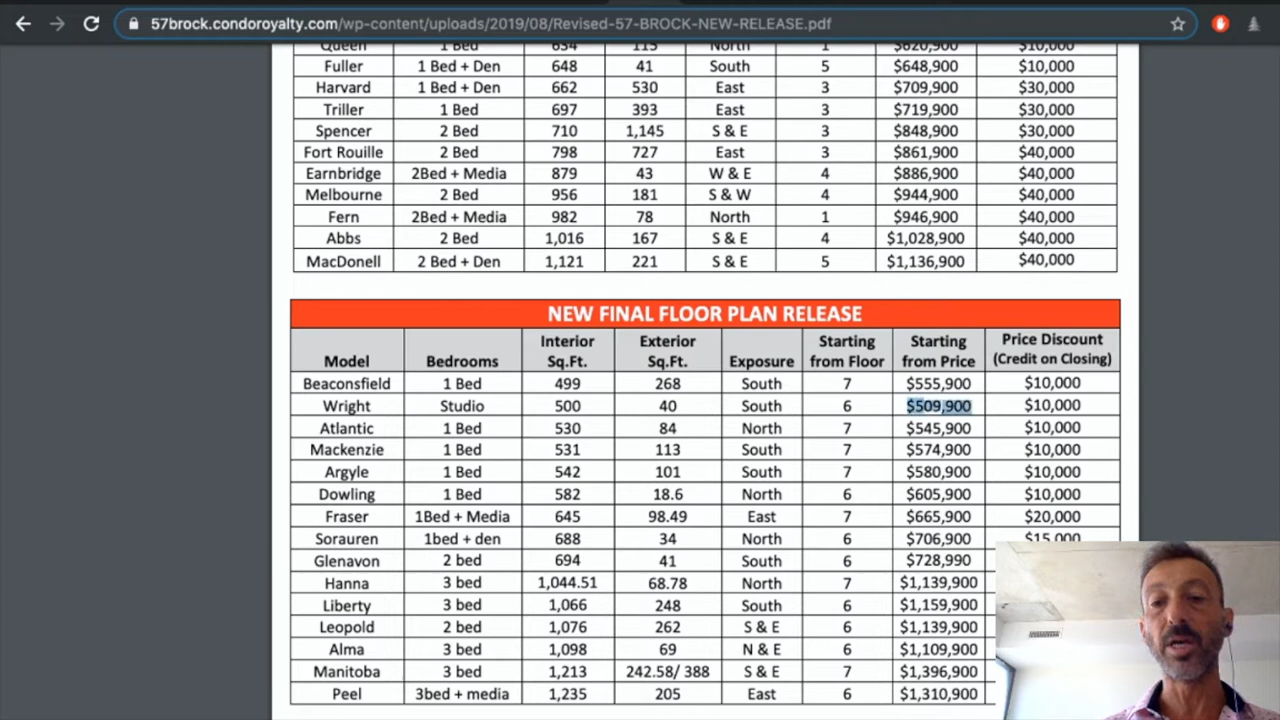 57brock.condoroyalty.com/wp-content/uploads/2019/08/Revised-57-BROCK-NEW-RELEASE.pdf
Queen 1 Bed 634 115 North 1 $620,900 $10,000
Fuller 1 Bed + Den 648 41 South 5 $648,900 $10,000
Harvard 1 Bed + Den 662 530 East 3 $709,900 $30,000
Triller 1 Bed 697 393 East 3 $719,900 $30,000
Spencer 2 Bed 710 1,145 S & E 3 $848,900 $30,000
Fort Rouille 2 Bed 798 727 East 3 $861,900 $40,000
Earnbridge 2Bed + Media 879 43 W & E 4 $886,900 $40,000
Melbourne 2 Bed 956 181 S & W 4 $944,900 $40,000
Fern 2Bed + Media 982 78 North 1 $946,900 $40,000
Abbs 2 Bed 1,016 167 S & E 4 $1,028,900 $40,000
MacDonell 2 Bed + Den 1,121 221 S & E 5 $1,136,900 $40,000
NEW FINAL FLOOR PLAN RELEASE
Model Bedrooms Interior Sq.Ft. Exterior Sq.Ft. Exposure Starting from Floor Starting from Price Price Discount (Credit on Closing)
Beaconsfield 1 Bed 499 268 South 7 $555,900 $10,000
Wright Studio 500 40 South 6 $509,900 $10,000
Atlantic 1 Bed 530 84 North 7 $545,900 $10,000
Mackenzie 1 Bed 531 113 South 7 $574,900 $10,000
Argyle 1 Bed 542 101 South 7 $580,900 $10,000
Dowling 1 Bed 582 18.6 North 6 $605,900 $10,000
Fraser 1Bed + Media 645 98.49 East 7 $665,900 $20,000
Sorauren 1bed + den 688 34 North 6 $706,900 $15,000
Glenavon 2 bed 694 41 South 6 $728,990
Hanna 3 bed 1,044.51 68.78 North 7 $1,139,900
Liberty 3 bed 1,066 248 South 6 $1,159,900
Leopold 2 bed 1,076 262 S & E 6 $1,139,900
Alma 3 bed 1,098 69 N & E 6 $1,109,900
Manitoba 3 bed 1,213 242.58/ 388 S & E 7 $1,396,900
Peel 3bed + media 1,235 205 East 6 $1,310,900